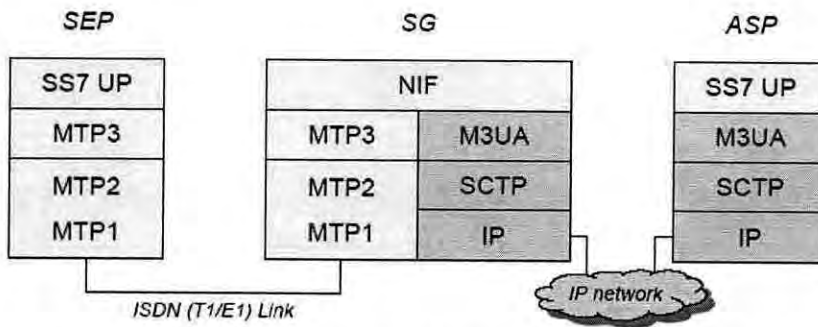 SEP SG ASP
SS7 UP NIF SS7 UP
MTP3 MTP3 M3UA M3UA
MTP2 MTP2 SCTP SCTP
MTP1 MTP1 IP IP
IP network
ISDN (T1/E1) Link